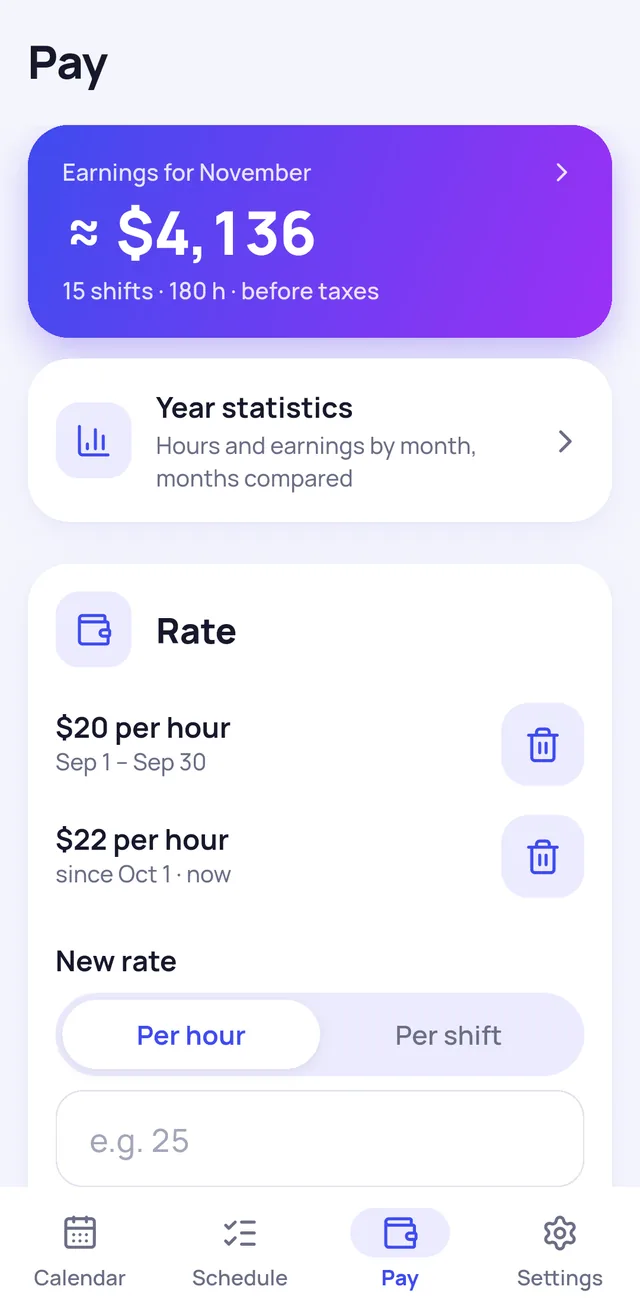 Pay
Earnings for November
≈ $4,136
15 shifts · 180 h · before taxes
Year statistics
Hours and earnings by month,
months compared
Rate
$20 per hour
Sep 1 – Sep 30
$22 per hour
since Oct 1 · now
New rate
Per hour
Per shift
e.g. 25
Calendar
Schedule
Pay
Settings